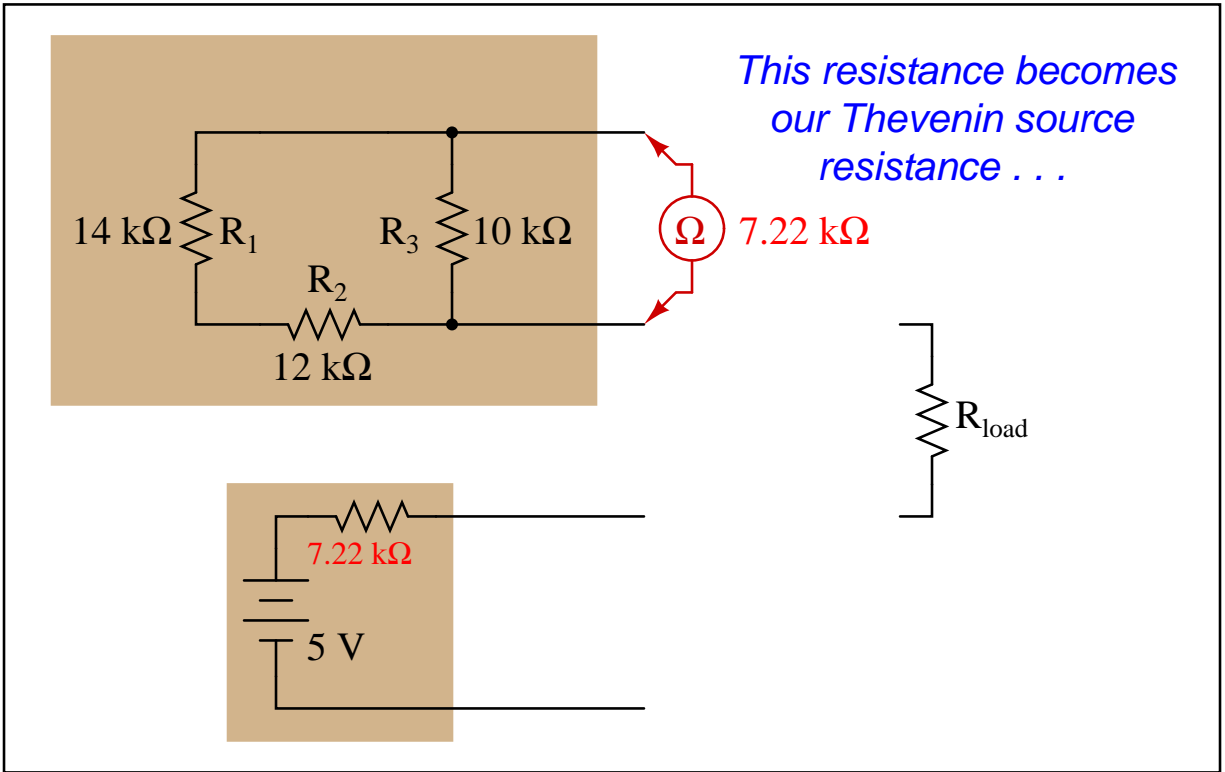 This resistance becomes
our Thevenin source
resistance . . .
14 kΩ R1 R3 10 kΩ Ω 7.22 kΩ
R2
12 kΩ
Rload
7.22 kΩ
5 V